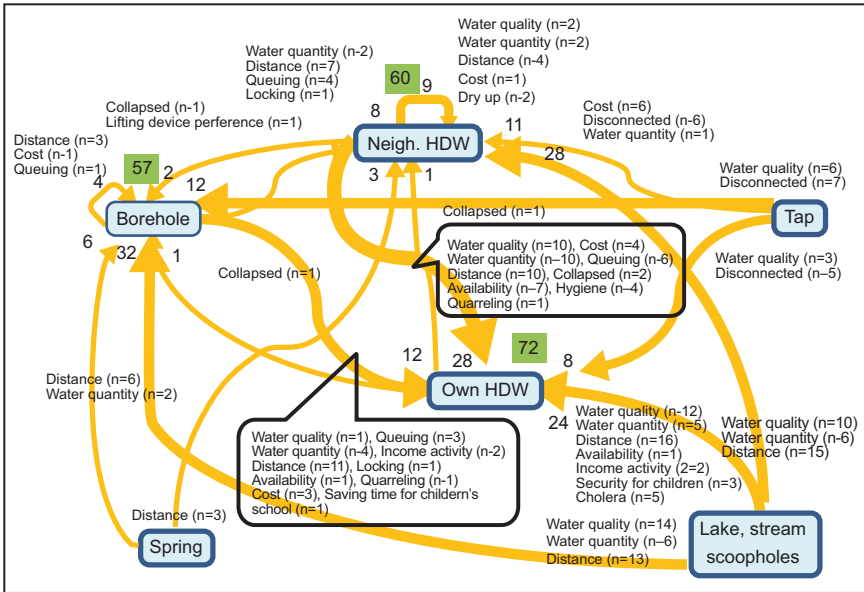 Water quantity (n-2)
Distance (n=7)
Queuing (n=4)
Locking (n=1)
60
9
8
Water quality (n=2)
Water quantity (n=2)
Distance (n-4)
Cost (n=1)
Dry up (n-2)
Collapsed (n-1)
Lifting device perference (n=1)
Cost (n=6)
Disconnected (n-6)
Water quantity (n=1)
11
28
Distance (n=3)
Cost (n-1)
Queuing (n=1)
57
4
2
12
Neigh. HDW
3
1
Water quality (n=6)
Disconnected (n=7)
Borehole
Collapsed (n=1)
Tap
6
32
1
Collapsed (n=1)
Water quality (n=10), Cost (n=4)
Water quantity (n–10), Queuing (n-6)
Distance (n=10), Collapsed (n=2)
Availability (n–7), Hygiene (n–4)
Quarreling (n=1)
Water quality (n=3)
Disconnected (n–5)
12
28
72
8
Own HDW
24
Distance (n=6)
Water quantity (n=2)
Water quality (n=1), Queuing (n=3)
Water quantity (n-4), Income activity (n-2)
Distance (n=11), Locking (n=1)
Availability (n=1), Quarreling (n-1)
Cost (n=3), Saving time for childern’s
school (n=1)
Water quality (n-12)
Water quantity (n=5)
Distance (n=16)
Availability (n=1)
Income activity (2=2)
Security for children (n=3)
Cholera (n=5)
Water quality (n=10)
Water quantity (n-6)
Distance (n=15)
Distance (n=3)
Spring
Water quality (n=14)
Water quantity (n–6)
Distance (n=13)
Lake, stream
scoopholes